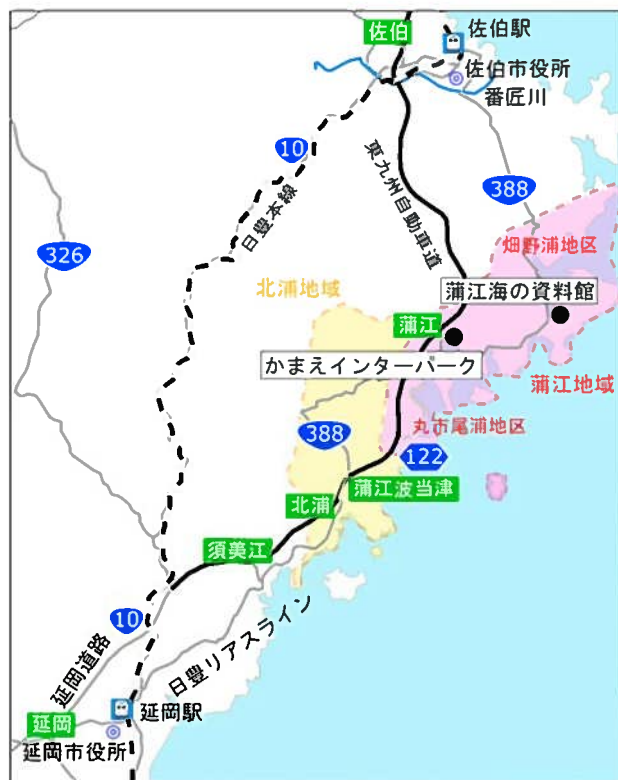 佐伯
佐伯駅
佐伯市役所
番匠川
10
東九州自動車道
388
日豊本線
326
畑野浦地区
北浦地域
蒲江海の資料館
蒲江
かまえインターパーク
蒲江地域
丸市尾浦地区
388
122
蒲江波当津
北浦
須美江
10
日豊リアスライン
延岡道路
延岡
延岡駅
延岡市役所